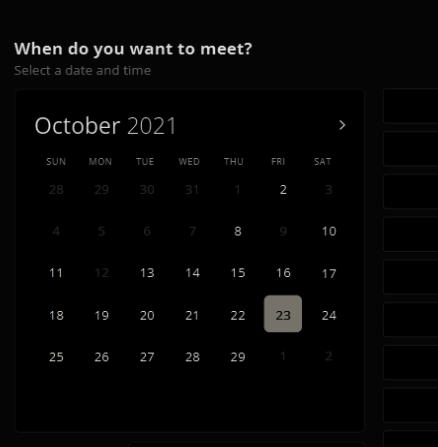 When do you want to meet?
Select a date and time
October 2021 >
SUN MON TUE WED THU FRI SAT
28 29 30 31 1 2 3
4 5 6 7 8 9 10
11 12 13 14 15 16 17
18 19 20 21 22 23 24
25 26 27 28 29 1 2